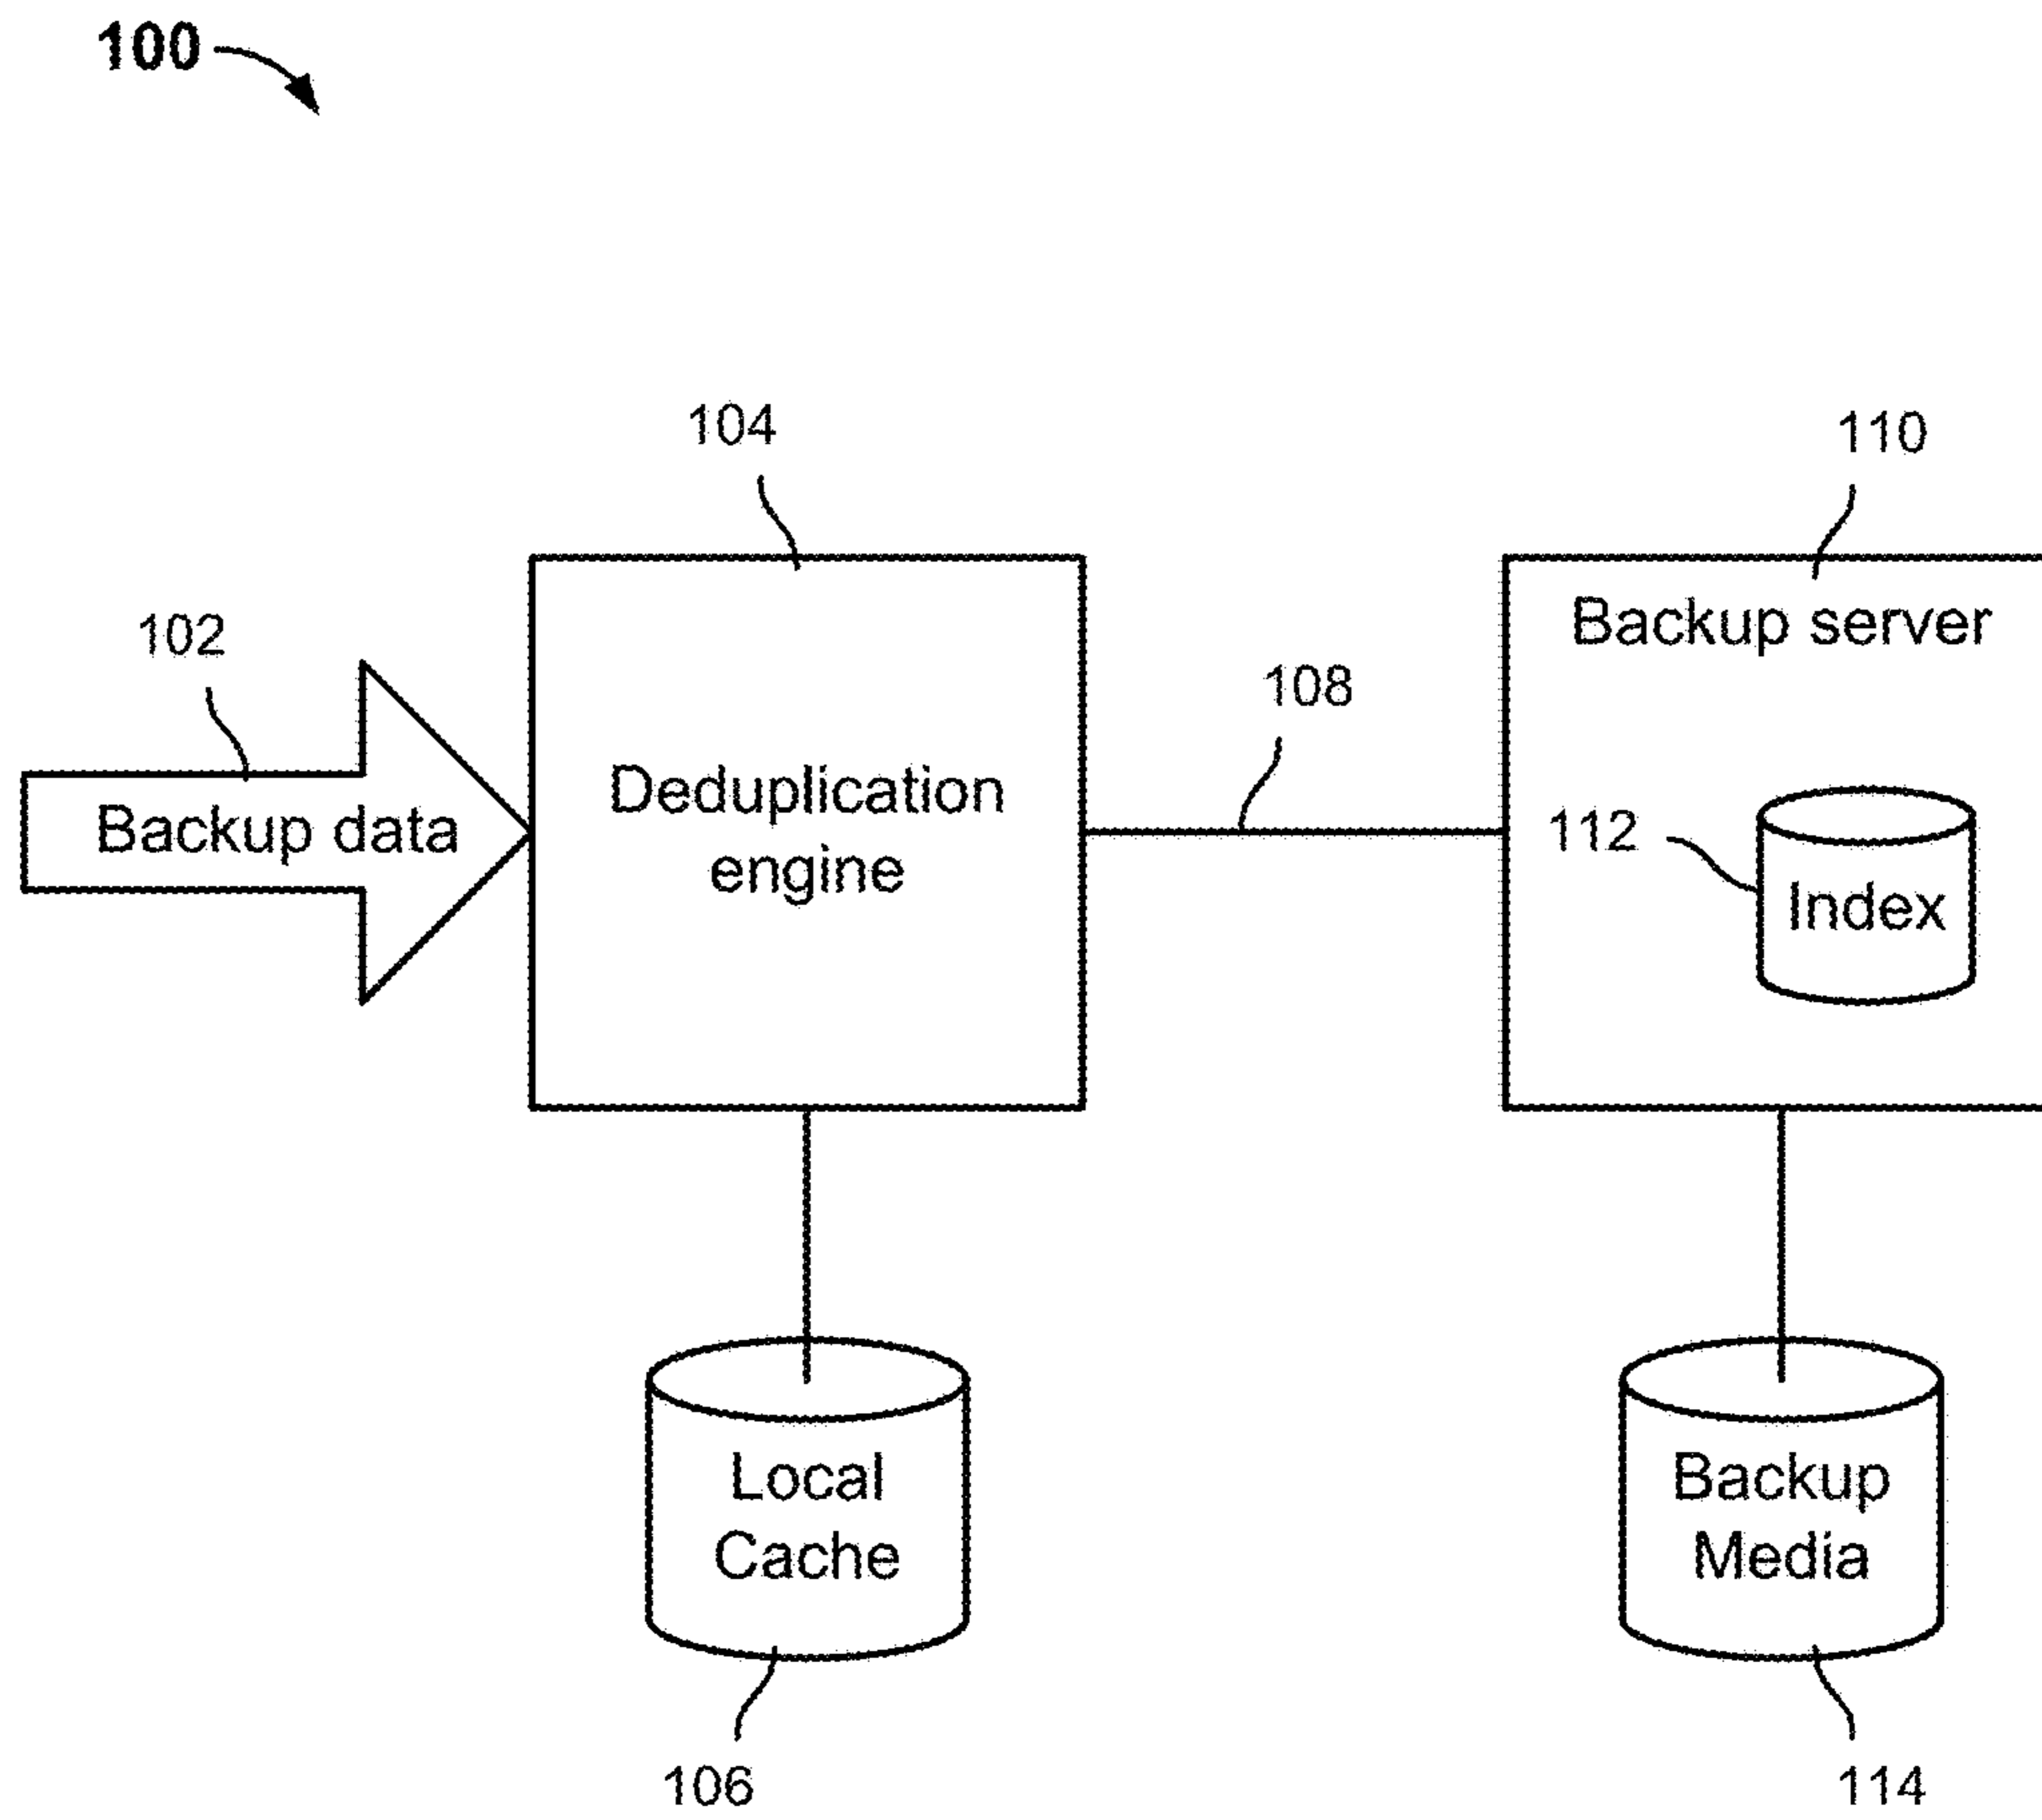 100
104
110
102
Backup server
108
Deduplication
engine
Backup data
112
Index
Local
Cache
Backup
Media
106
114